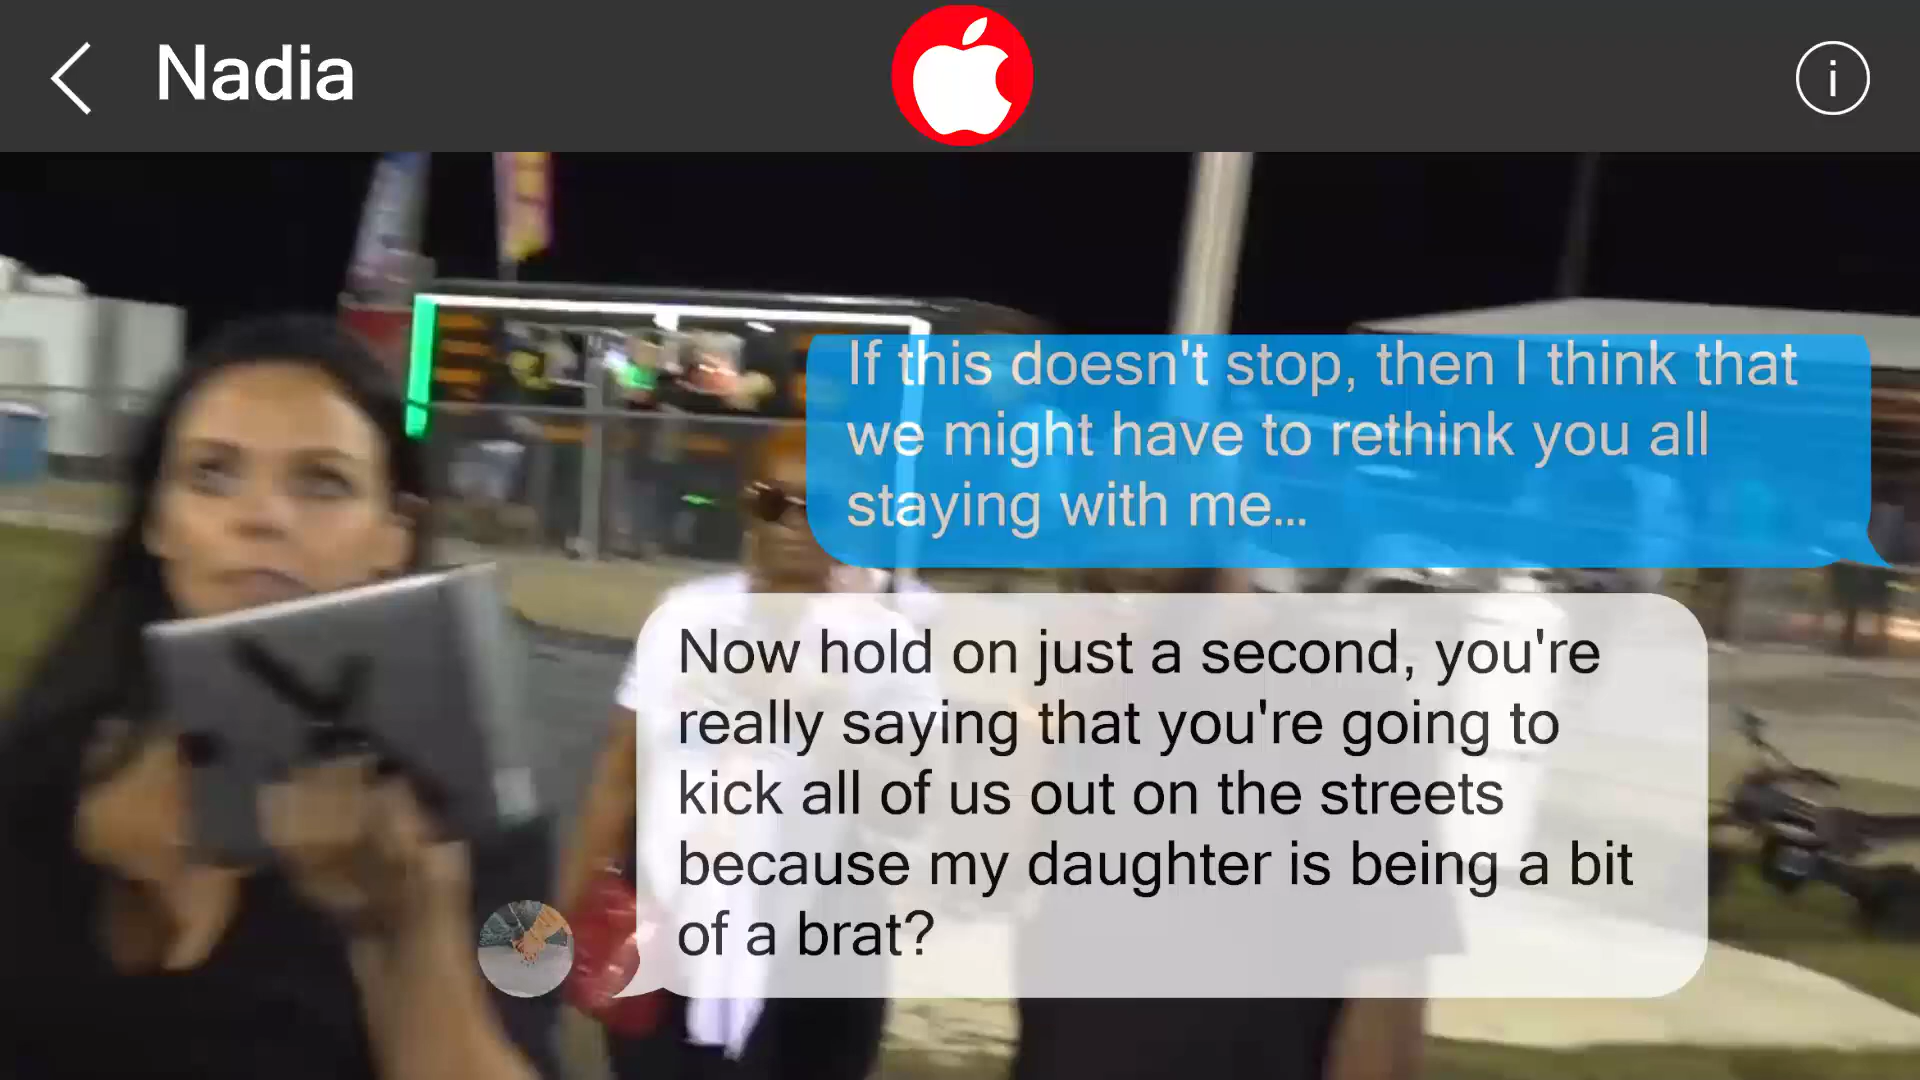 Nadia
If this doesn't stop, then I think that
we might have to rethink you all
staying with me...
Now hold on just a second, you're
really saying that you're going to
kick all of us out on the streets
because my daughter is being a bit
of a brat?